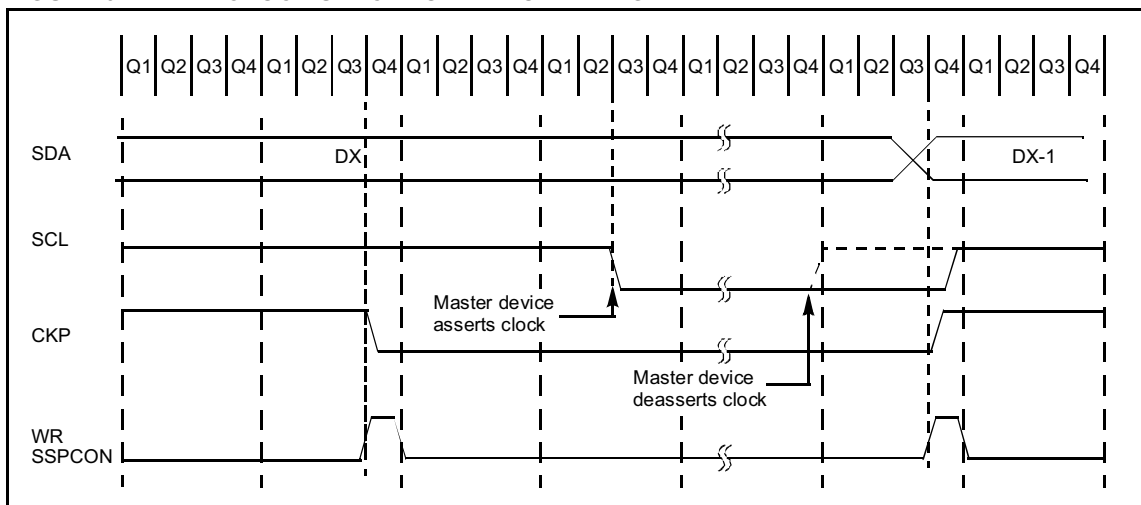 Q1 Q2 Q3 Q4 Q1 Q2 Q3 Q4 Q1 Q2 Q3 Q4 Q1 Q2 Q3 Q4 Q1 Q2 Q3 Q4 Q1 Q2 Q3 Q4 Q1 Q2 Q3 Q4
SDA
DX
DX-1
SCL
Master device
asserts clock
CKP
Master device
deasserts clock
WR
SSPCON